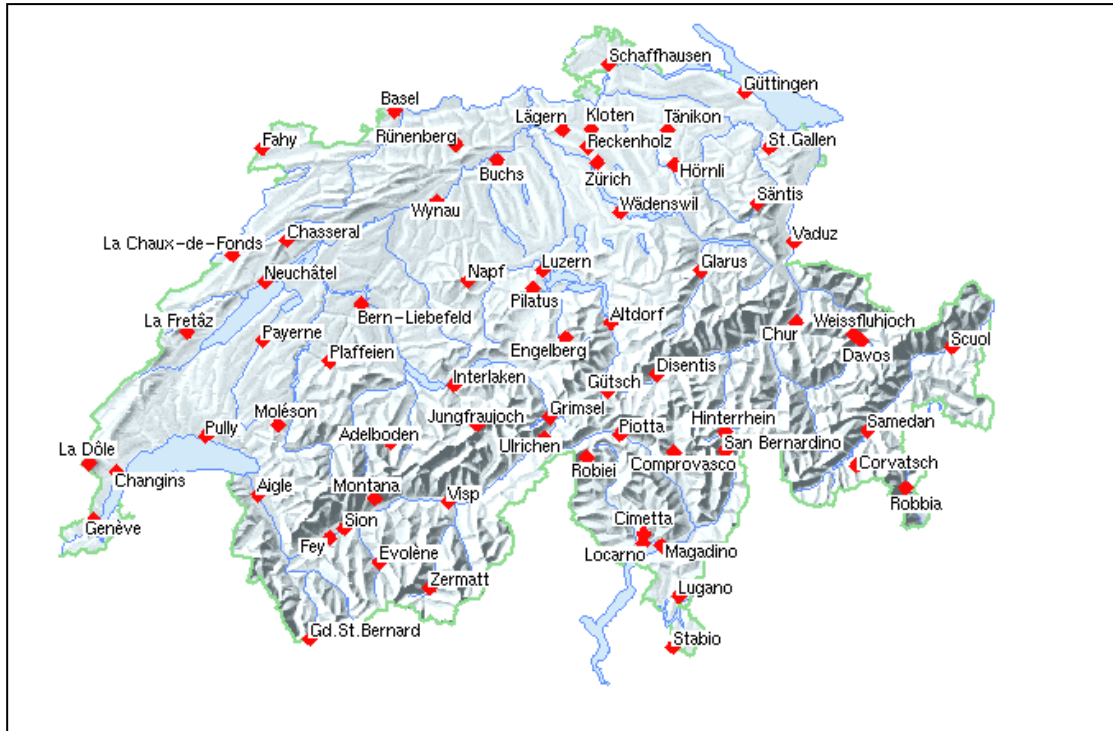 Schaffhausen
Güttingen
Basel
Lägern
Kloten
Tänikon
Fahy
Rünenberg
Reckenholz
St.Gallen
Buchs
Zürich
Hörnli
Wynau
Wädenswil
Säntis
La Chaux-de-Fonds
Chasseral
Vaduz
Neuchâtel
Napf
Luzern
Glarus
Pilatus
La Fretâz
Bern-Liebefeld
Altdorf
Chur
Weissfluhjoch
Payerne
Plaffeien
Engelberg
Davos
Scuol
Interlaken
Gütsch
Disentis
Moléson
Jungfraujoch
Grimsel
Pully
Adelboden
Ulrichen
Piotta
Hinterrhein
Samedan
La Dôle
Changins
Robiei
Comprovasco
San Bernardino
Corvatsch
Aigle
Montana
Visp
Robbia
Genève
Sion
Cimetta
Fey
Locarno
Magadino
Evolène
Zermatt
Lugano
Gd.St.Bernard
Stabio